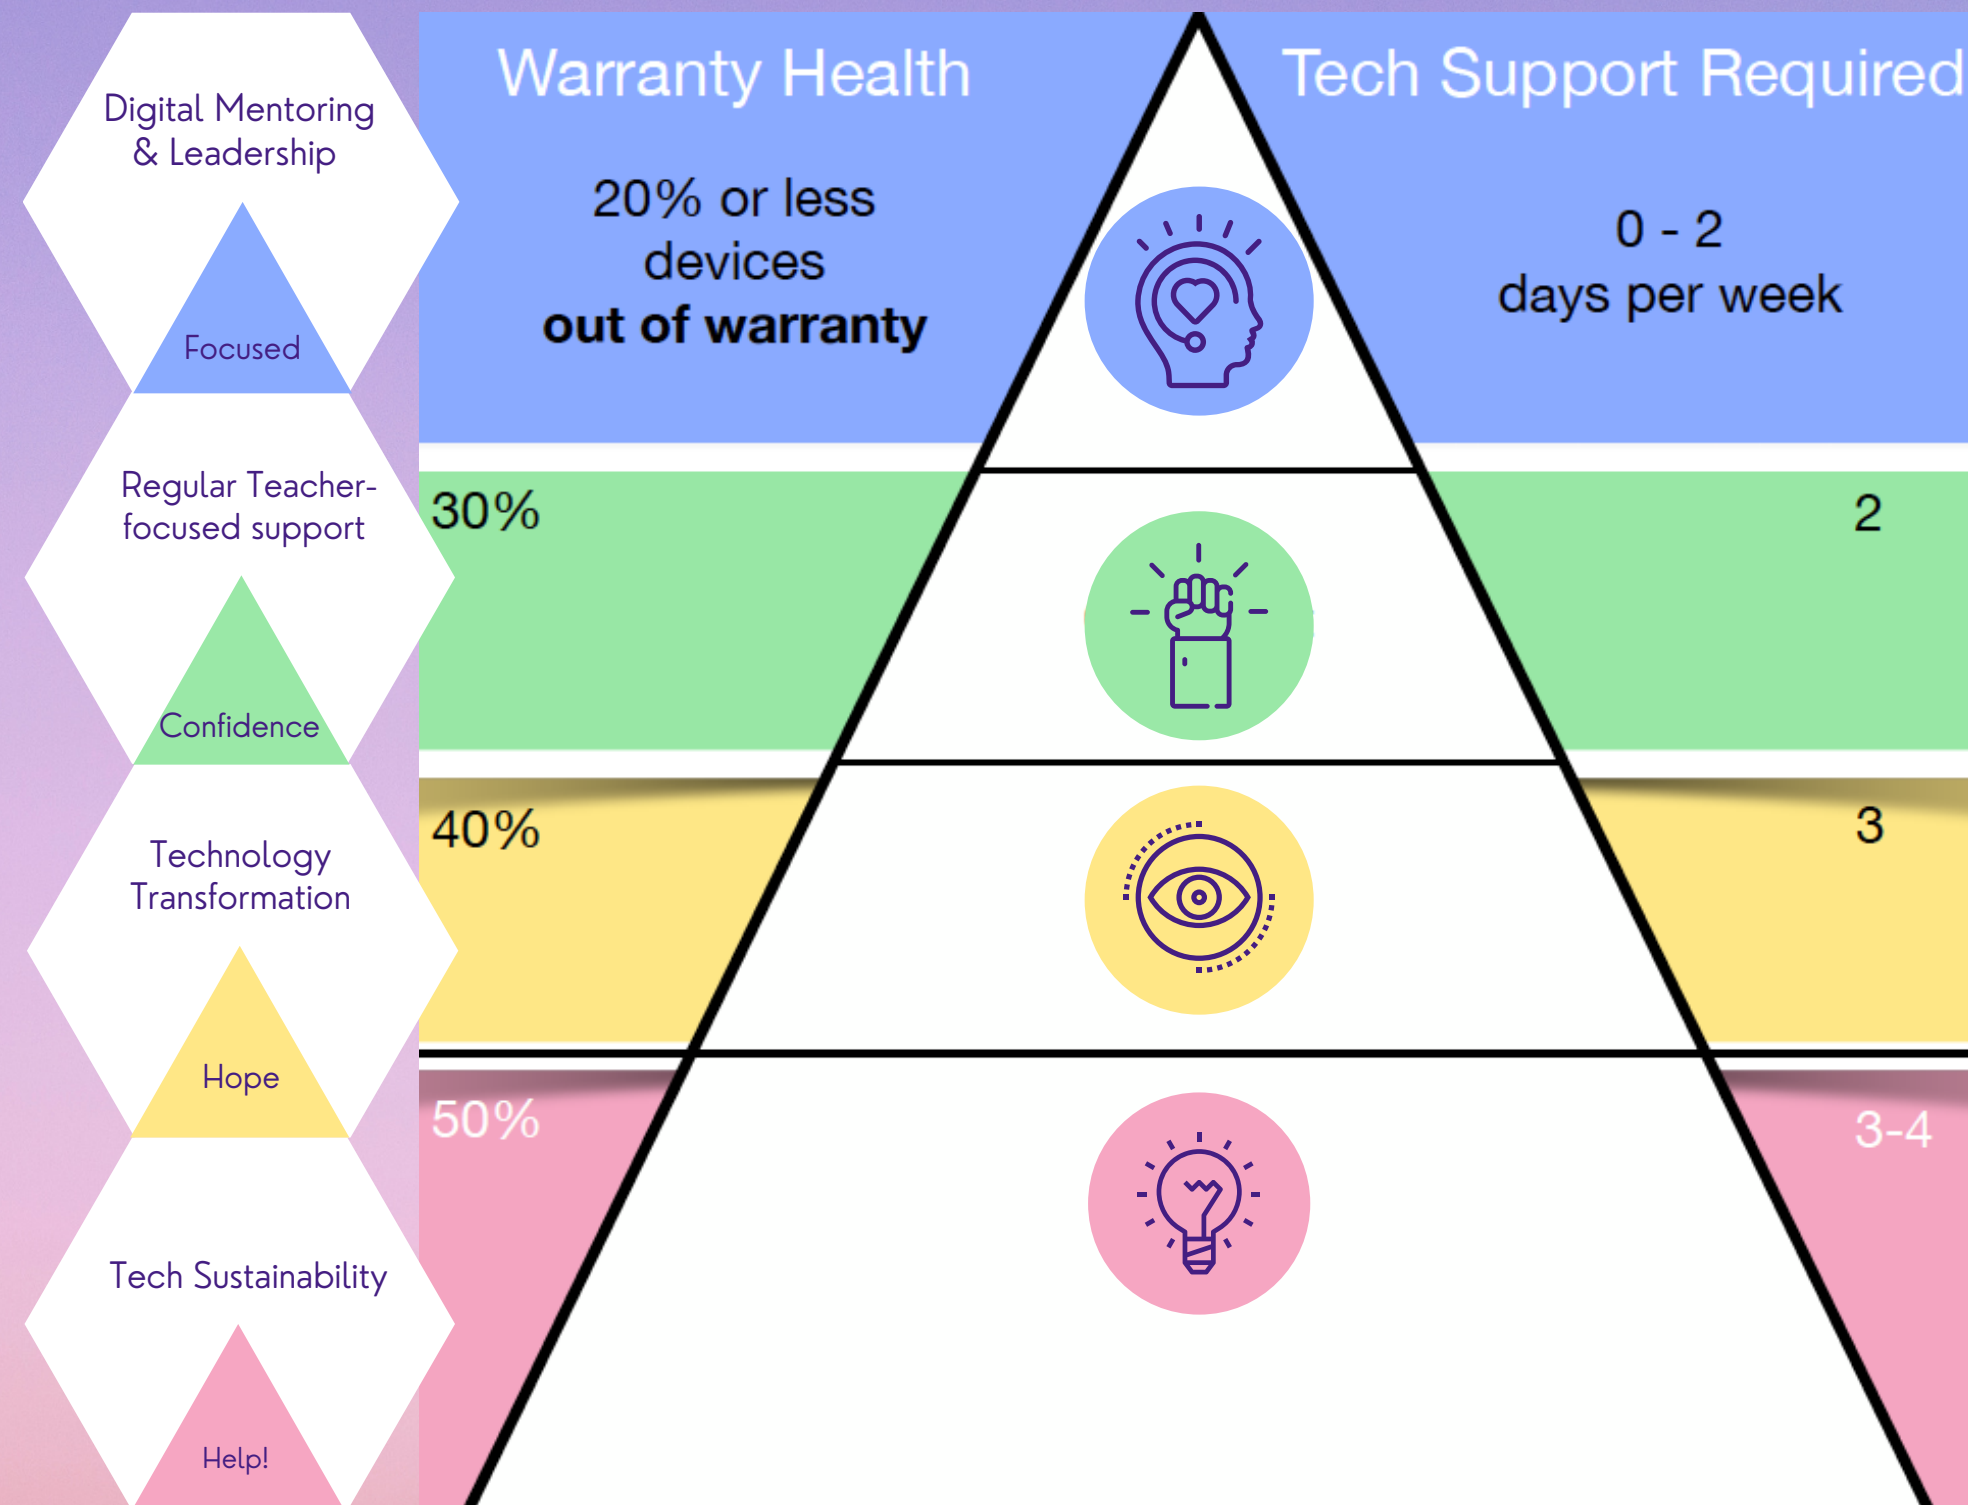 Digital Mentoring
& Leadership
Focused
Warranty Health
20% or less
devices
out of warranty
Tech Support Required
0 - 2
days per week
Regular Teacher-
focused support
Confidence
30%
2
Technology
Transformation
Hope
40%
3
Tech Sustainability
Help!
50%
3-4